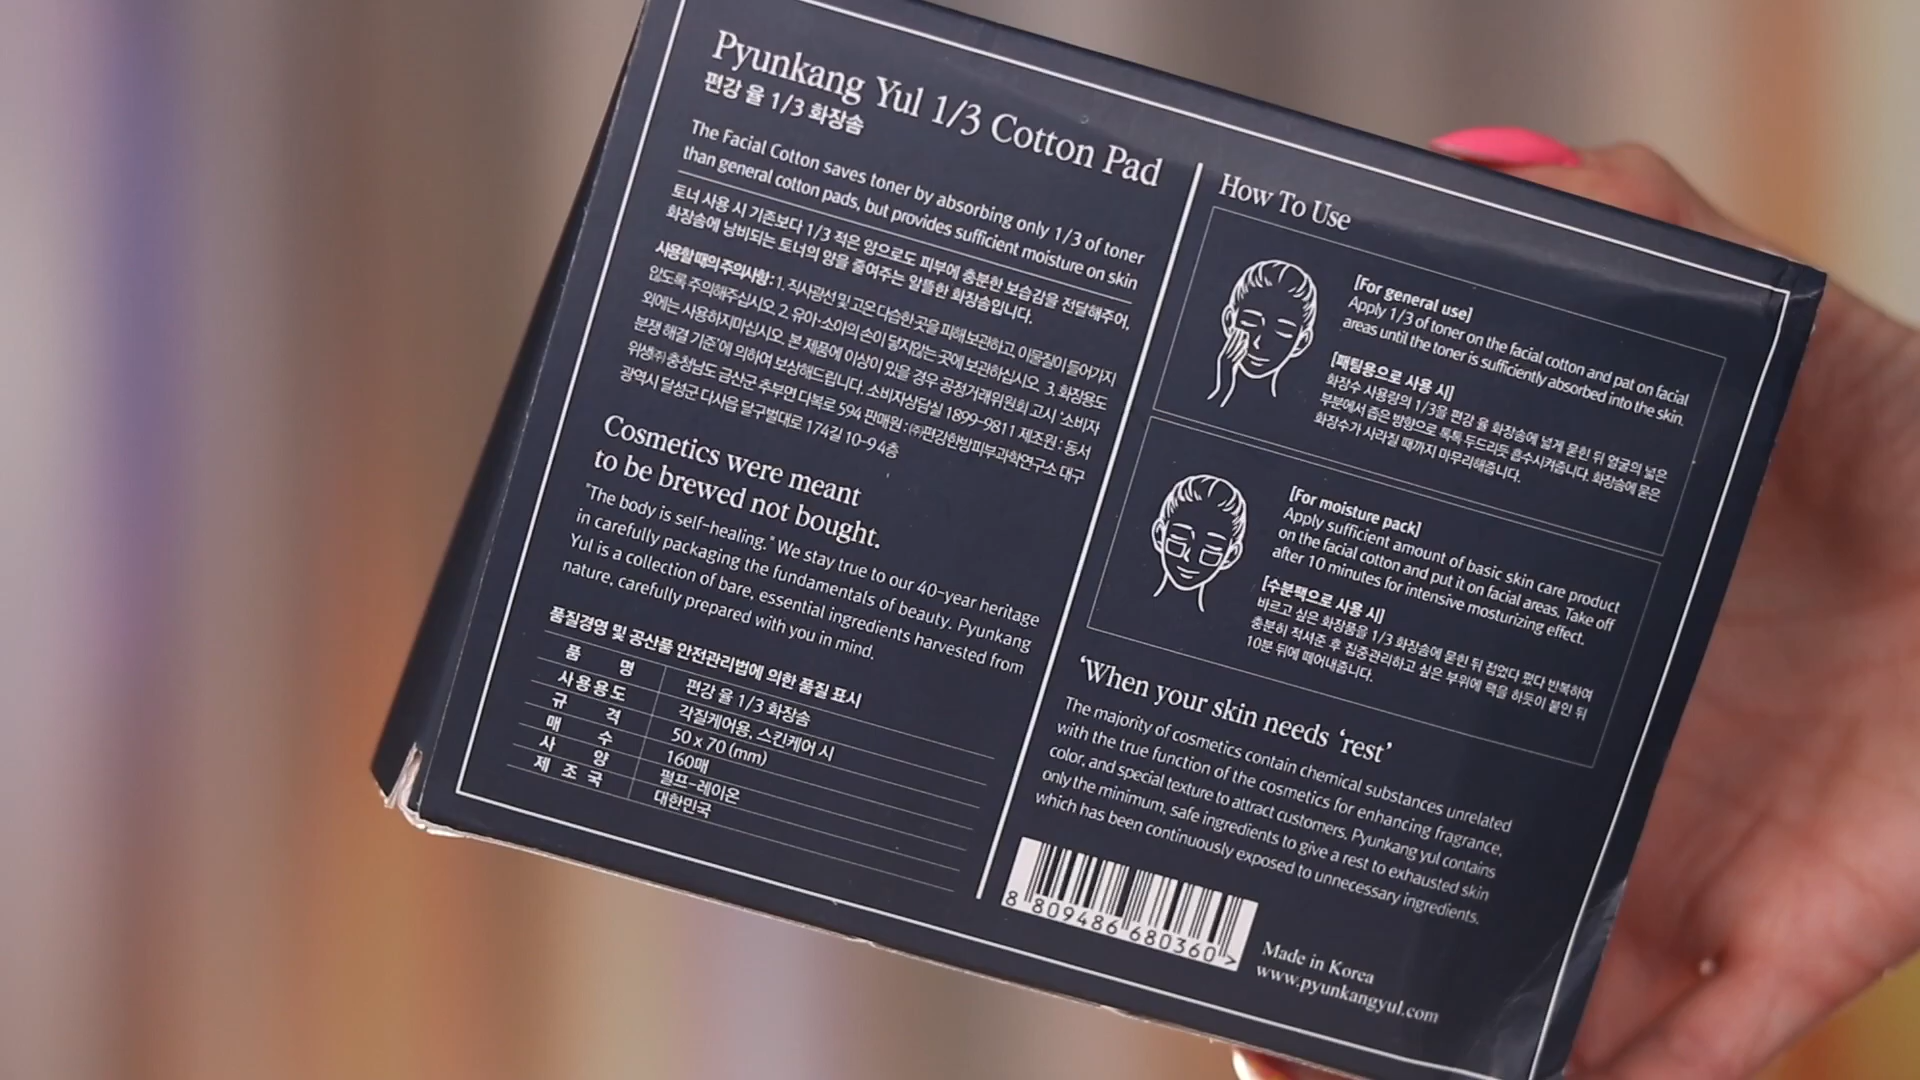 Pyunkang Yul 1/3 Cotton Pad
편강 율 1/3 화장솜
The Facial Cotton saves toner by absorbing only 1/3 of toner
than general cotton pads, but provides sufficient moisture on skin
토너 사용 시 기존보다 1/3 적은 양으로도 피부에 충분한 보습감을 전달해주어,
화장솜에 낭비되는 토너의 양을 줄여주는 알뜰한 화장솜입니다.
사용할때의주의사항: 1. 직사광선 및 고온 다습한 곳을 피해 보관하고, 이물질이 들어가지
않도록 주의해주십시오. 2. 유아·소아의 손이 닿지않는 곳에 보관하십시오. 3. 화장용도
외에는 사용하지마십시오. 본 제품에 이상이 있을 경우 공정거래위원회 고시 '소비자
분쟁 해결 기준'에 의하여 보상해드립니다. 소비자상담실 1899-9811 제조원 : 동서
위생㈜ 충청남도 금산군 추부면 다복로 594 판매원 : ㈜편강한방피부과학연구소 대구
광역시 달성군 다사읍 달구벌대로 174길 10-9 4층
Cosmetics were meant
to be brewed not bought.
"The body is self-healing." We stay true to our 40-year heritage
in carefully packaging the fundamentals of beauty. Pyunkang
Yul is a collection of bare, essential ingredients harvested from
nature, carefully prepared with you in mind.
품질경영 및 공산품 안전관리법에 의한 품질 표시
품 명 편강 율 1/3 화장솜
사용용도 각질케어용, 스킨케어 시
규 격 50 x 70 (mm)
매 수 160매
사 양 펄프-레이온
제 조 국 대한민국
How To Use
[For general use]
Apply 1/3 of toner on the facial cotton and pat on facial
areas until the toner is sufficiently absorbed into the skin.
[패팅용으로 사용 시]
화장수 사용량의 1/3을 편강 율 화장솜에 넓게 묻힌 뒤 얼굴의 넓은
부분에서 좁은 방향으로 톡톡 두드리듯 흡수시켜줍니다. 화장솜에 묻은
화장수가 사라질 때까지 마무리해줍니다.
[For moisture pack]
Apply sufficient amount of basic skin care product
on the facial cotton and put it on facial areas. Take off
after 10 minutes for intensive mosturizing effect.
[수분팩으로 사용 시]
바르고 싶은 화장품을 1/3 화장솜에 묻힌 뒤 접었다 폈다 반복하여
충분히 적셔준 후 집중관리하고 싶은 부위에 팩을 하듯이 붙인 뒤
10분 뒤에 떼어내줍니다.
'When your skin needs 'rest'
The majority of cosmetics contain chemical substances unrelated
with the true function of the cosmetics for enhancing fragrance,
color, and special texture to attract customers. Pyunkang yul contains
only the minimum, safe ingredients to give a rest to exhausted skin
which has been continuously exposed to unnecessary ingredients.
8 809486 680360 >
Made in Korea
www.pyunkangyul.com